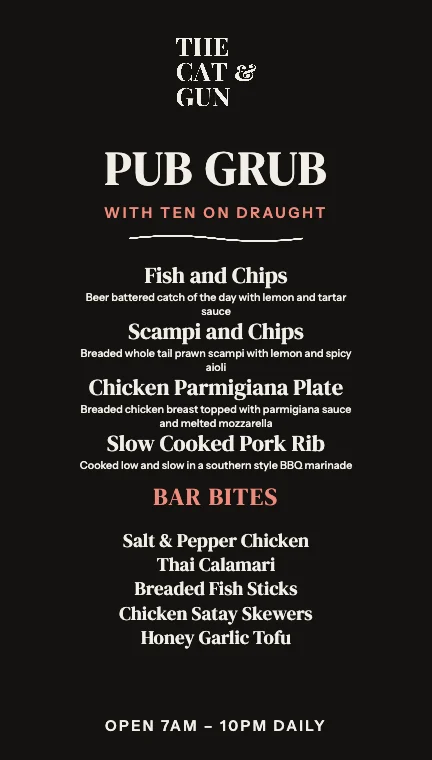 THE
CAT &
GUN
PUB GRUB
WITH TEN ON DRAUGHT
Fish and Chips
Beer battered catch of the day with lemon and tartar
sauce
Scampi and Chips
Breaded whole tail prawn scampi with lemon and spicy
aioli
Chicken Parmigiana Plate
Breaded chicken breast topped with parmigiana sauce
and melted mozzarella
Slow Cooked Pork Rib
Cooked low and slow in a southern style BBQ marinade
BAR BITES
Salt & Pepper Chicken
Thai Calamari
Breaded Fish Sticks
Chicken Satay Skewers
Honey Garlic Tofu
OPEN 7AM – 10PM DAILY